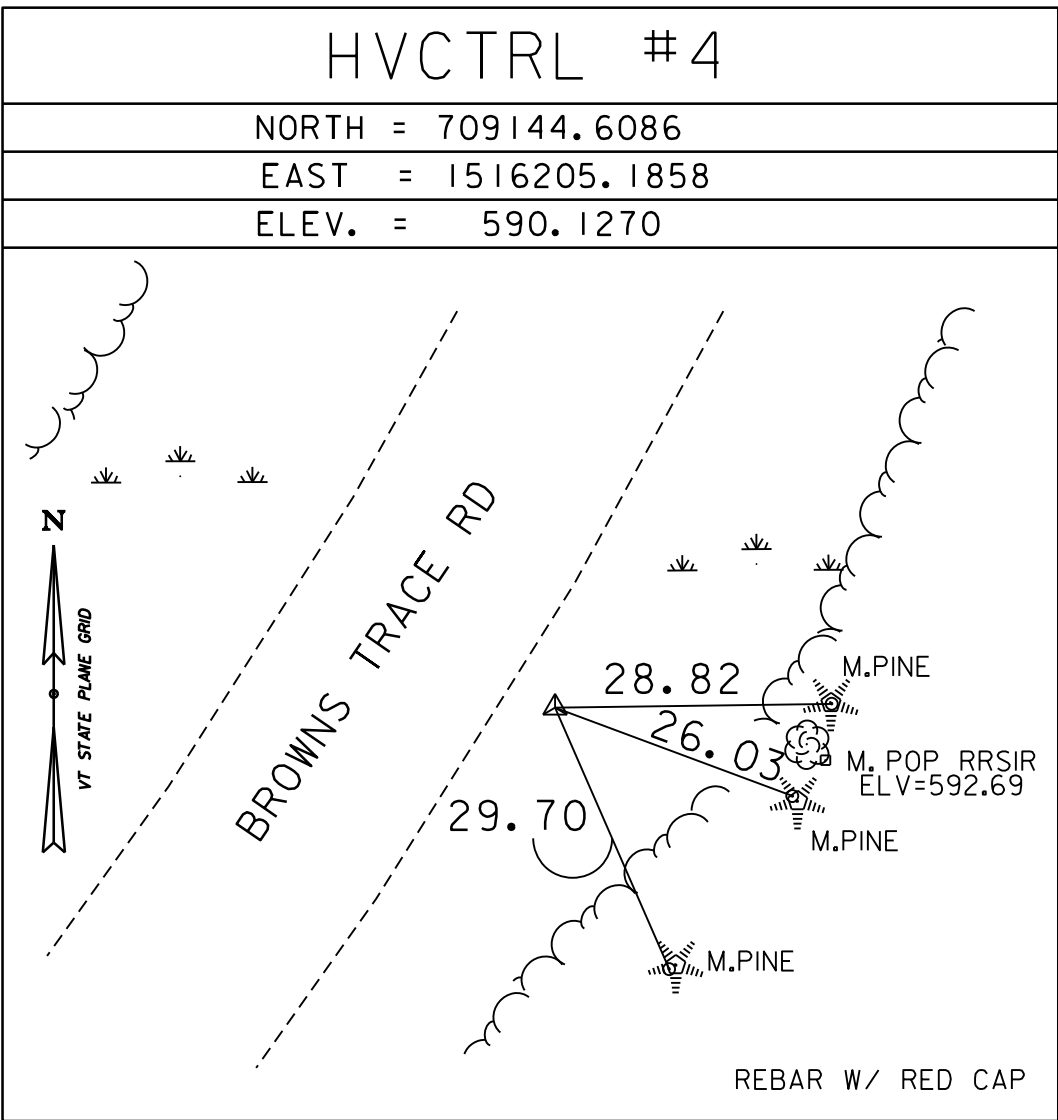 HVCTRL #4
NORTH = 709144.6086
EAST = 1516205.1858
ELEV. = 590.1270
N
VT STATE PLANE GRID
BROWNS TRACE RD
28.82
M.PINE
26.03
M. POP RRSIR
ELV=592.69
29.70
M.PINE
M.PINE
REBAR W/ RED CAP